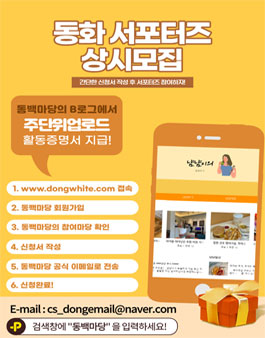 동화 서포터즈
상시모집
간단한 신청서 작성 후 서포터즈 참여하자!
동백마당의 B로그에서
주단위업로드
활동증명서 지급!
1. www.dongwhite.com 접속
2. 동백마당 회원가입
3. 동백마당의 참여마당 확인
4. 신청서 작성
5. 동백마당 공식 이메일로 전송
6. 신청완료!
E-mail : cs_dongemail@naver.com
P
검색창에 "동백마당" 을 입력하세요!